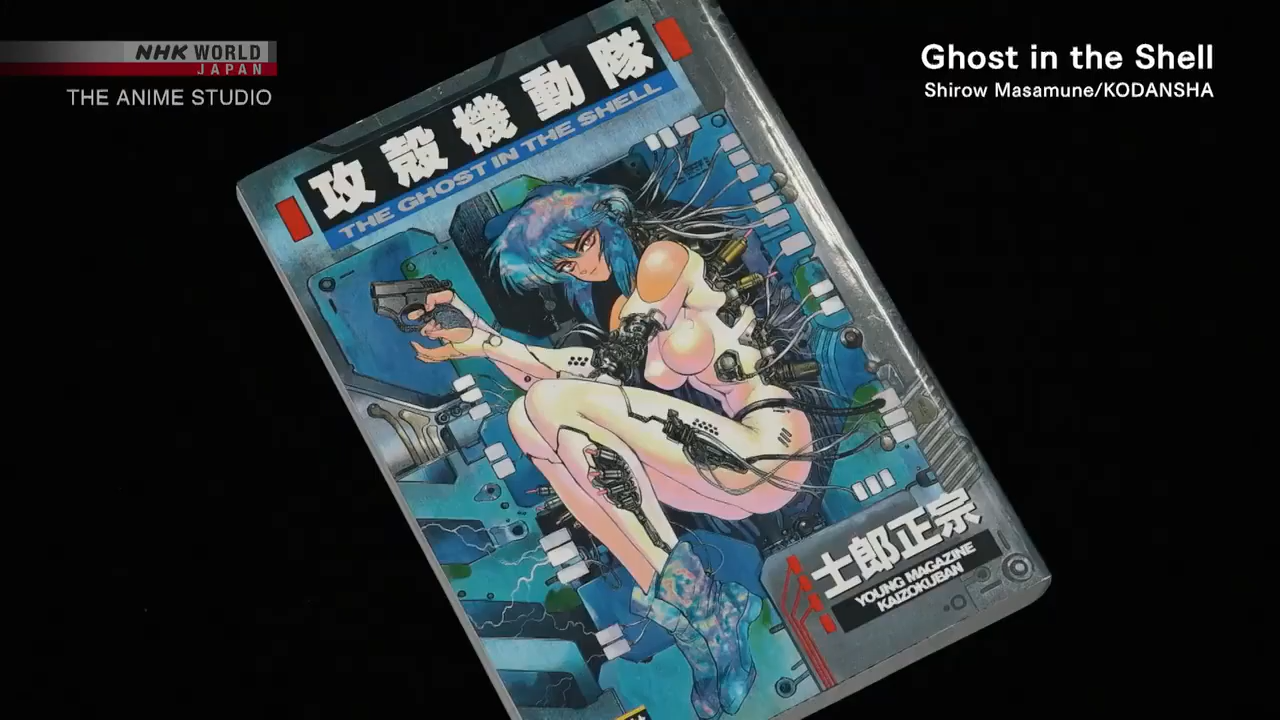 NHK WORLD
JAPAN
THE ANIME STUDIO
Ghost in the Shell
Shirow Masamune/KODANSHA
攻殻機動隊
THE GHOST IN THE SHELL
士郎正宗
YOUNG MAGAZINE
KAIZOKUBAN